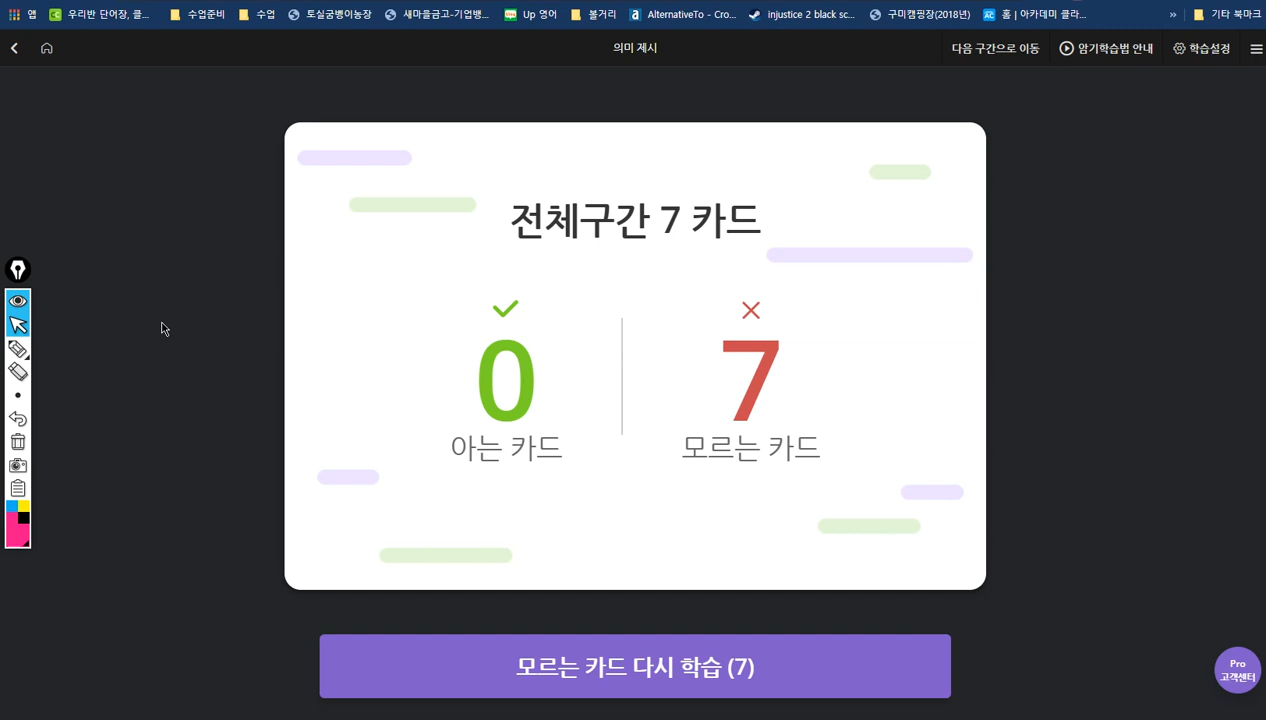 앱
우리반 단어장, 클...
수업준비
수업
토실굼벵이농장
새마을금고-기업뱅...
Up 영어
볼거리
AlternativeTo - Cro...
injustice 2 black sc...
구미캠핑장(2018년)
홈 | 아카데미 클라...
»
기타 북마크
의미 제시
다음 구간으로 이동
암기학습법 안내
학습설정
전체구간 7 카드
0
7
아는 카드
모르는 카드
모르는 카드 다시 학습 (7)
Pro
고객센터